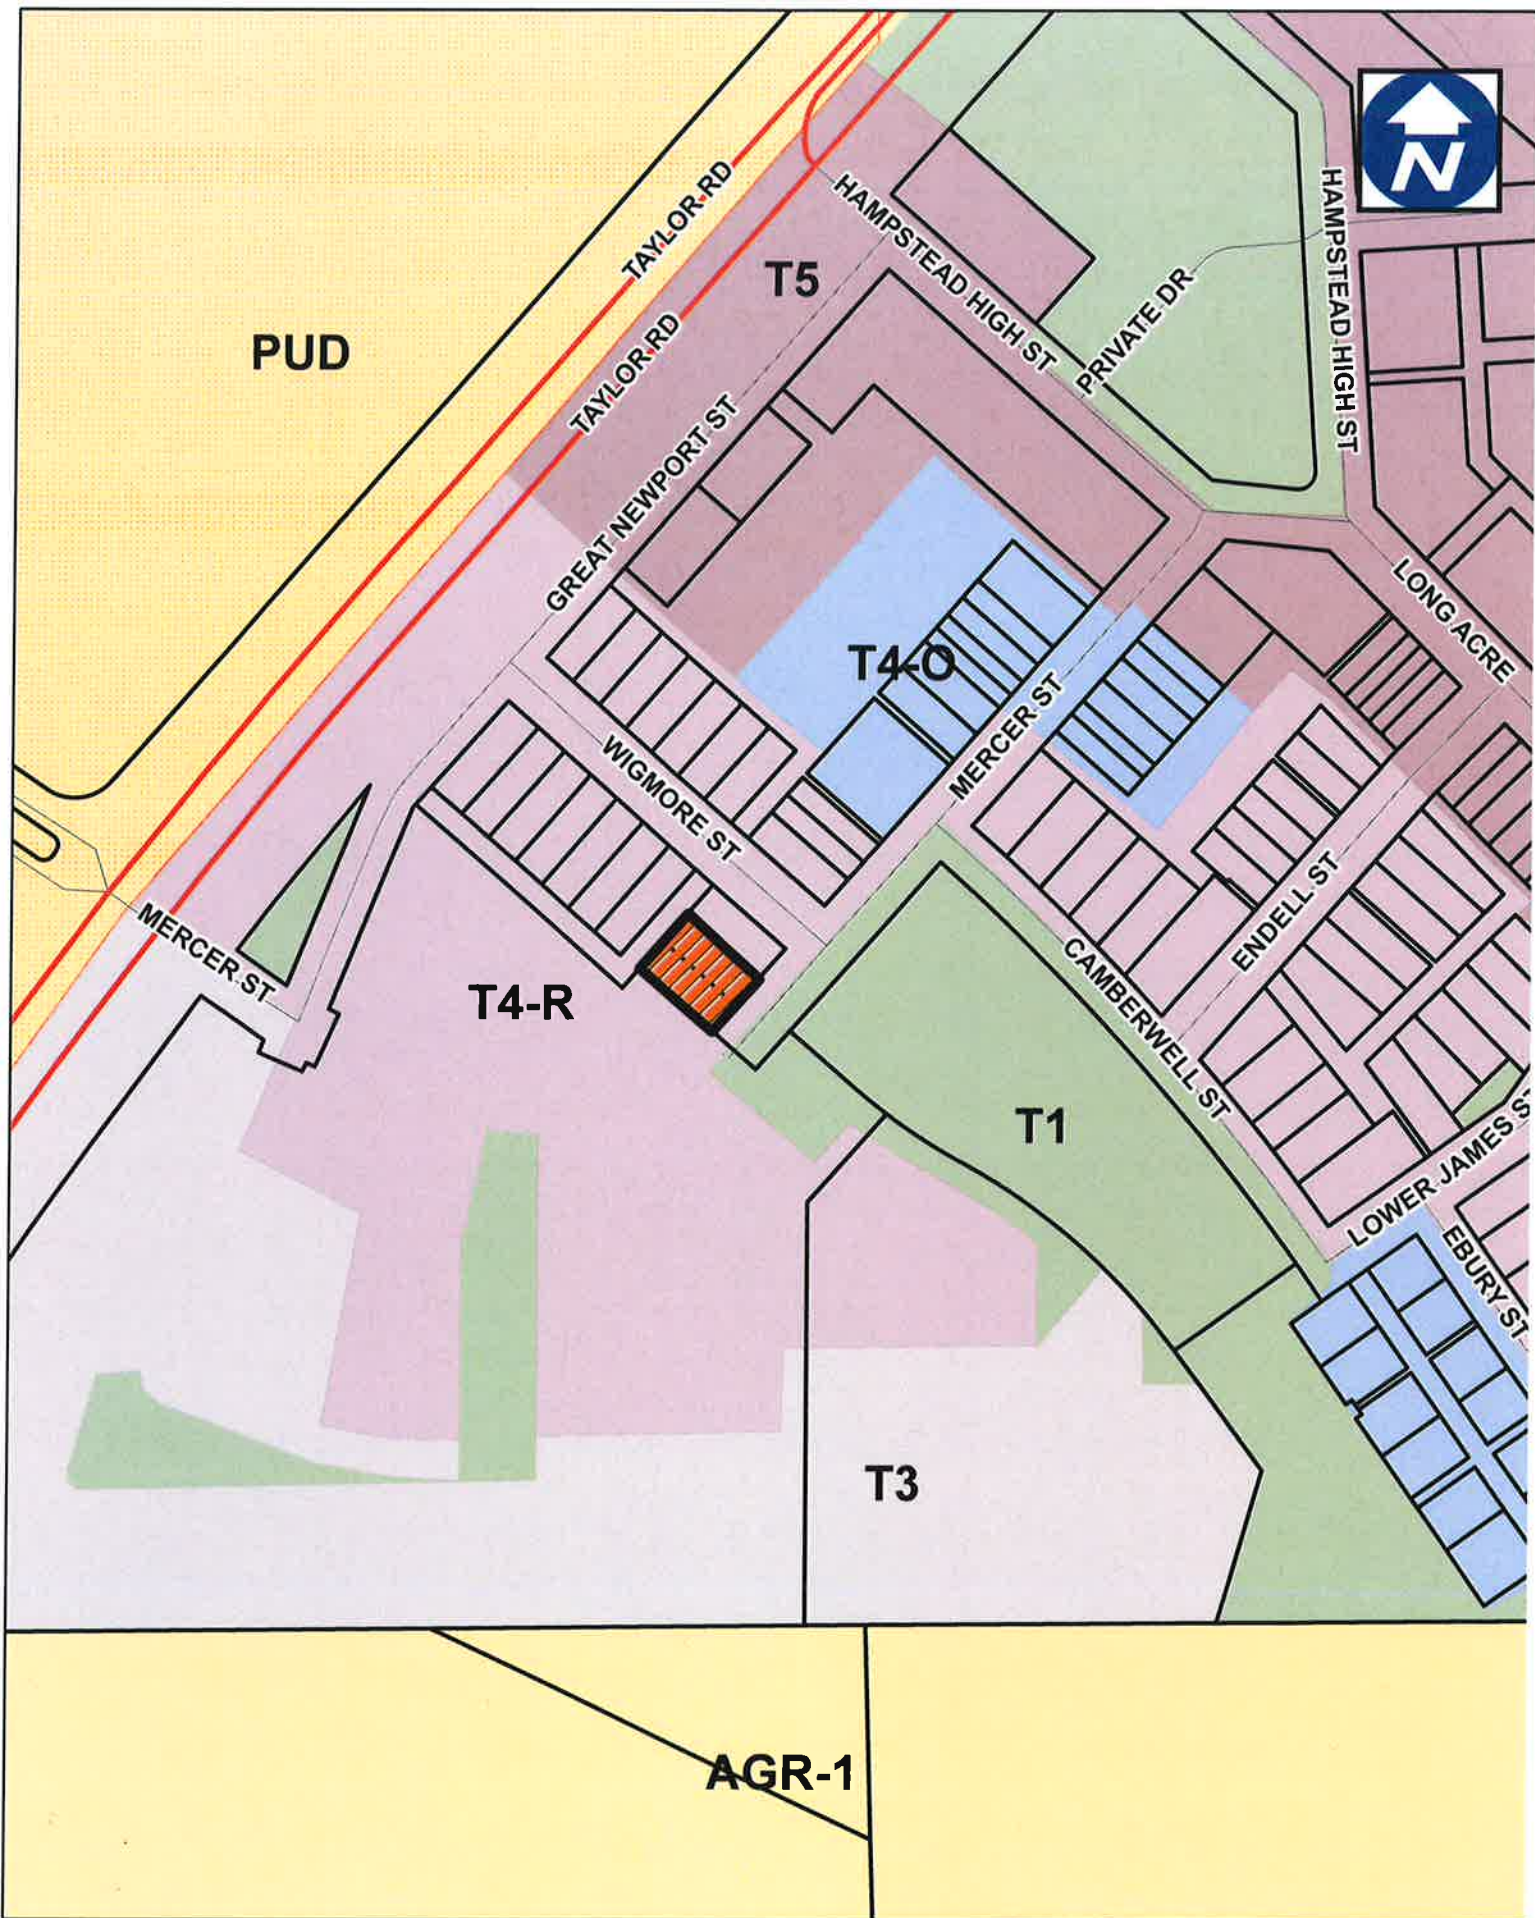 N
TAYLOR RD
HAMPSTEAD HIGH ST
HAMPSTEAD HIGH ST
T5
PRIVATE DR
PUD
TAYLOR RD
GREAT NEWPORT ST
LONG ACRE
T4-O
MERCER ST
WIGMORE ST
ENDELL ST
MERCER ST
CAMBERWELL ST
T4-R
T1
LOWER JAMES ST
EBURY ST
T3
AGR-1